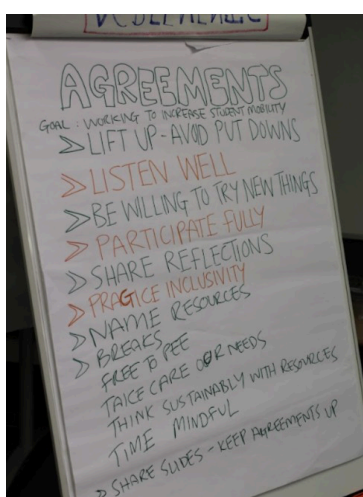 AGREEMENTS
GOAL: WORKING TO INCREASE STUDENT MOBILITY
> LIFT UP - AVOID PUT DOWNS
> LISTEN WELL
> BE WILLING TO TRY NEW THINGS
> PARTICIPATE FULLY
> SHARE REFLECTIONS
> PRACTICE INCLUSIVITY
> NAME RESOURCES
> BREAKS
FREE TO PEE
TAKE CARE OF OUR NEEDS
THINK SUSTAINABLY WITH RESOURCES
TIME MINDFUL
> SHARE SLIDES - KEEP AGREEMENTS UP